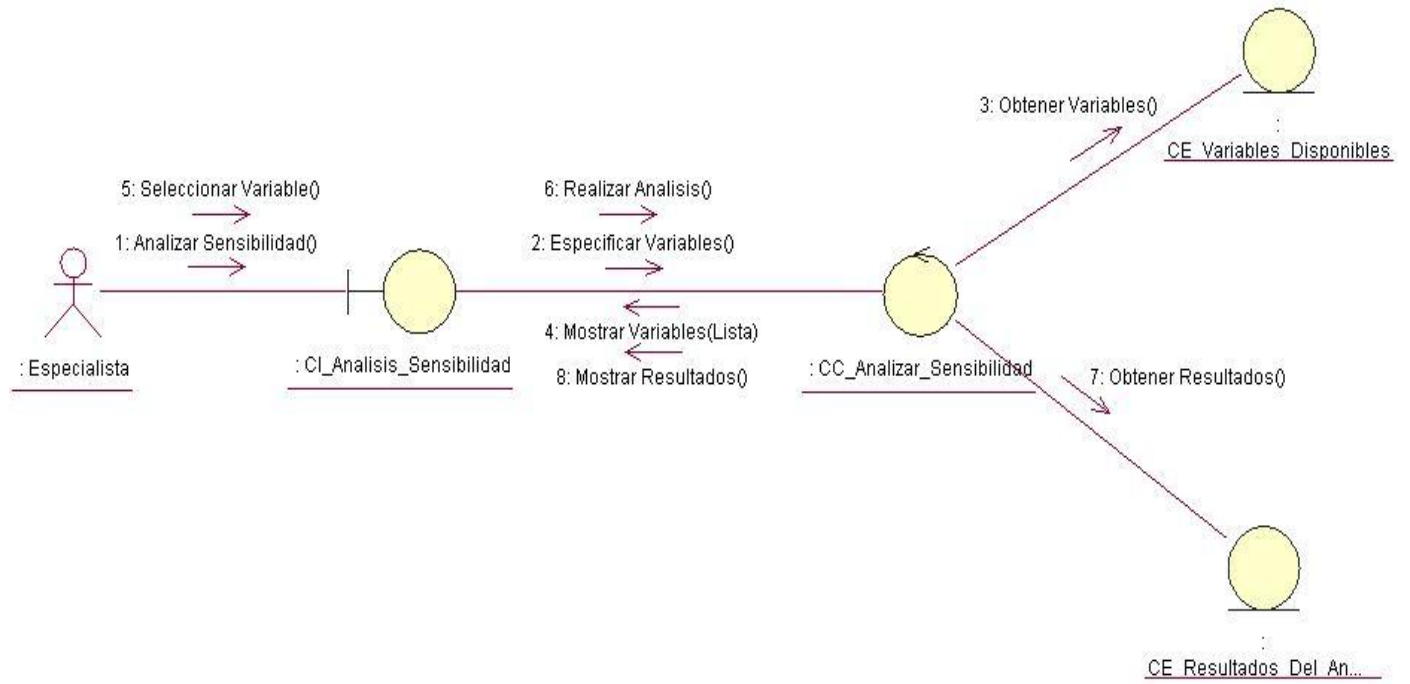 3: Obtener Variables()
:
CE_Variables_Disponibles
5: Seleccionar Variable()
6: Realizar Analisis()
1: Analizar Sensibilidad()
2: Especificar Variables()
4: Mostrar Variables(Lista)
8: Mostrar Resultados()
: Especialista
: CI_Analisis_Sensibilidad
: CC_Analizar_Sensibilidad
7: Obtener Resultados()
:
CE_Resultados_Del_An...